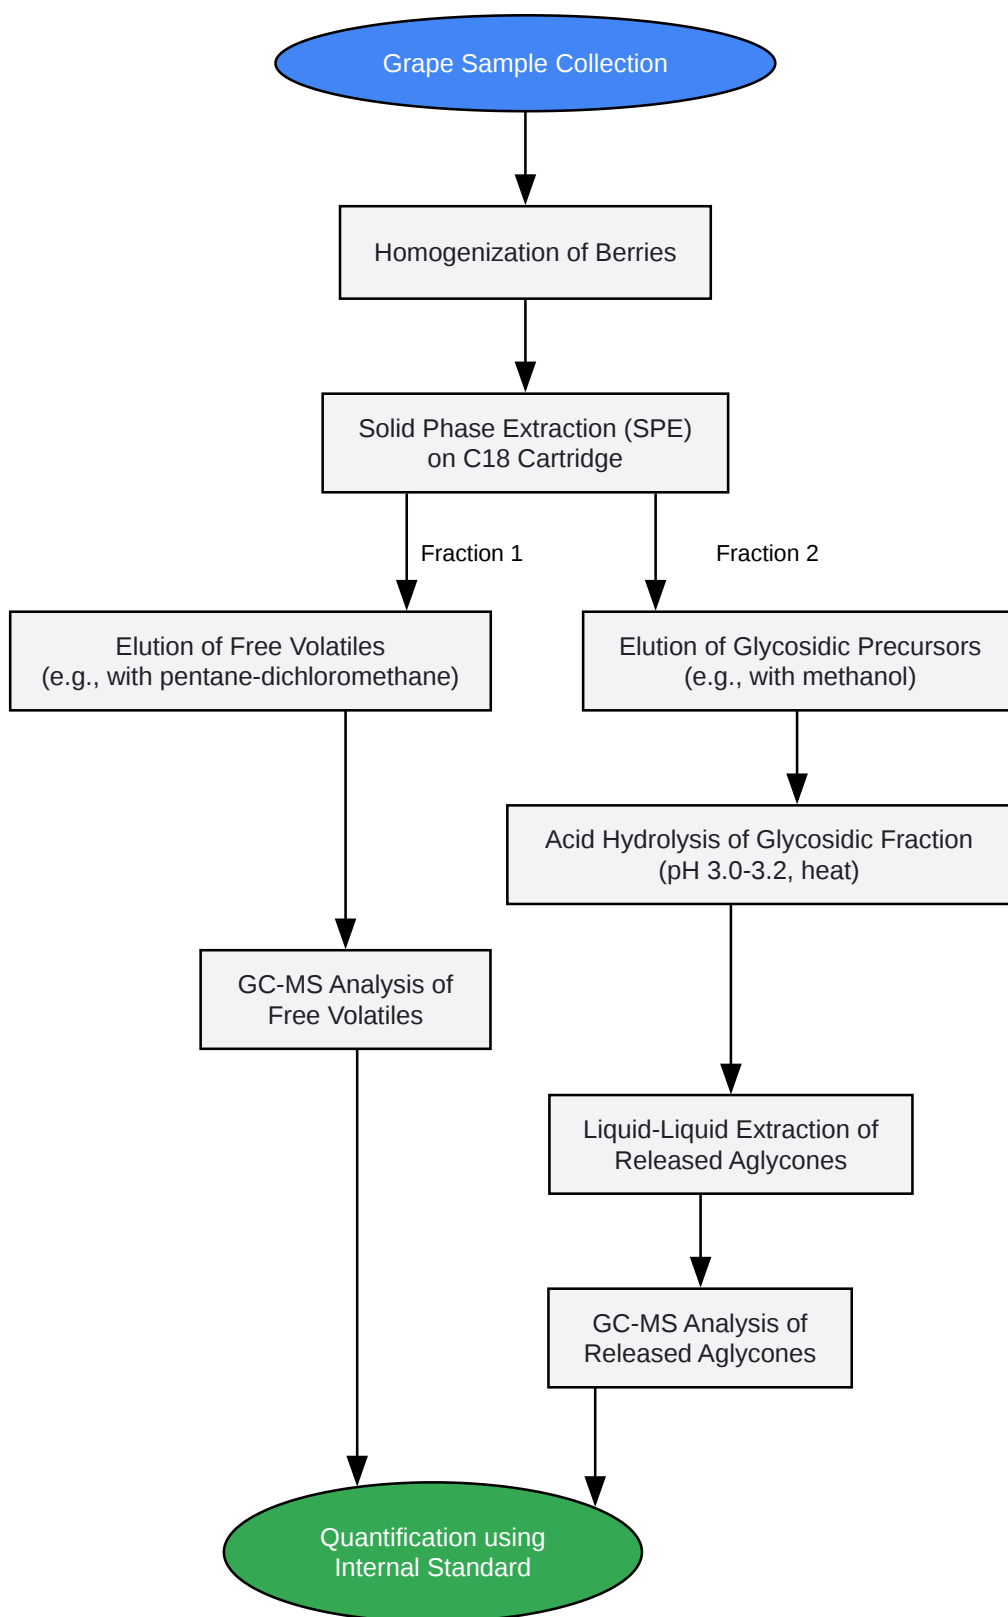 Grape Sample Collection
Homogenization of Berries
Solid Phase Extraction (SPE)
on C18 Cartridge
Fraction 1
Fraction 2
Elution of Free Volatiles
(e.g., with pentane-dichloromethane)
Elution of Glycosidic Precursors
(e.g., with methanol)
Acid Hydrolysis of Glycosidic Fraction
(pH 3.0-3.2, heat)
GC-MS Analysis of
Free Volatiles
Liquid-Liquid Extraction of
Released Aglycones
GC-MS Analysis of
Released Aglycones
Quantification using
Internal Standard